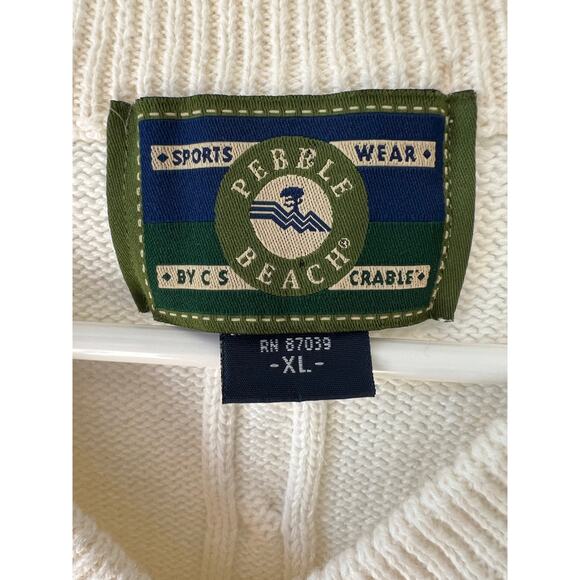 SPORTS WEAR
PEBBLE
BEACH®
BY C S CRABLE
RN 87039
-XL-